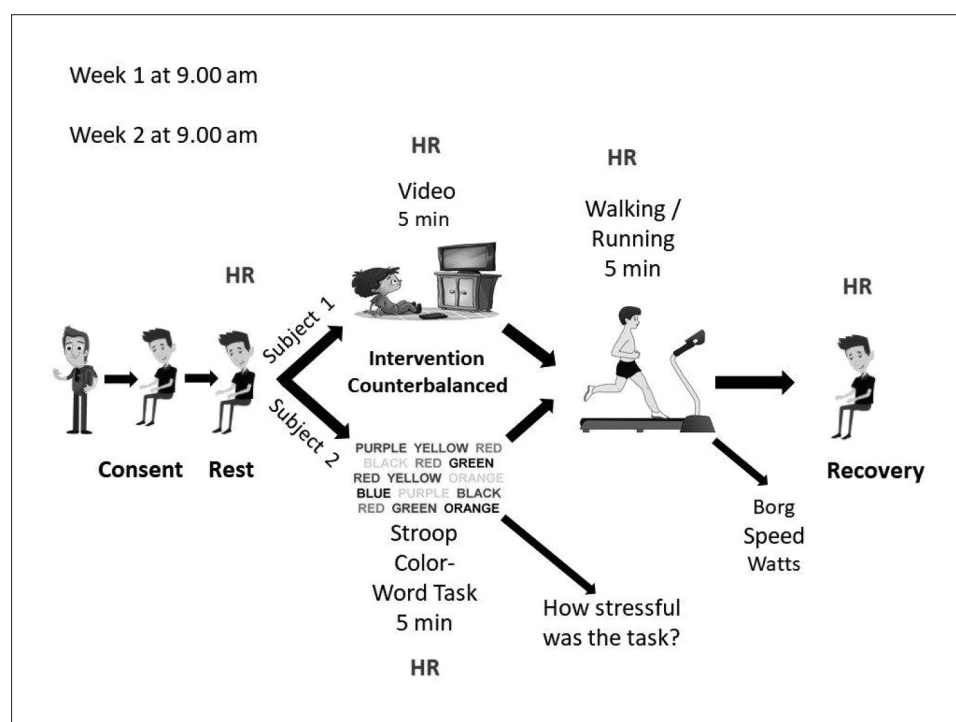 Week 1 at 9.00 am
Week 2 at 9.00 am
HR
Video
5 min
HR
Walking /
Running
5 min
HR
HR
Subject 1
Subject 2
Intervention
Counterbalanced
Consent
Rest
PURPLE YELLOW RED
BLACK RED GREEN
RED YELLOW ORANGE
BLUE PURPLE BLACK
RED GREEN ORANGE
Stroop
Color-
Word Task
5 min
HR
How stressful
was the task?
Recovery
Borg
Speed
Watts